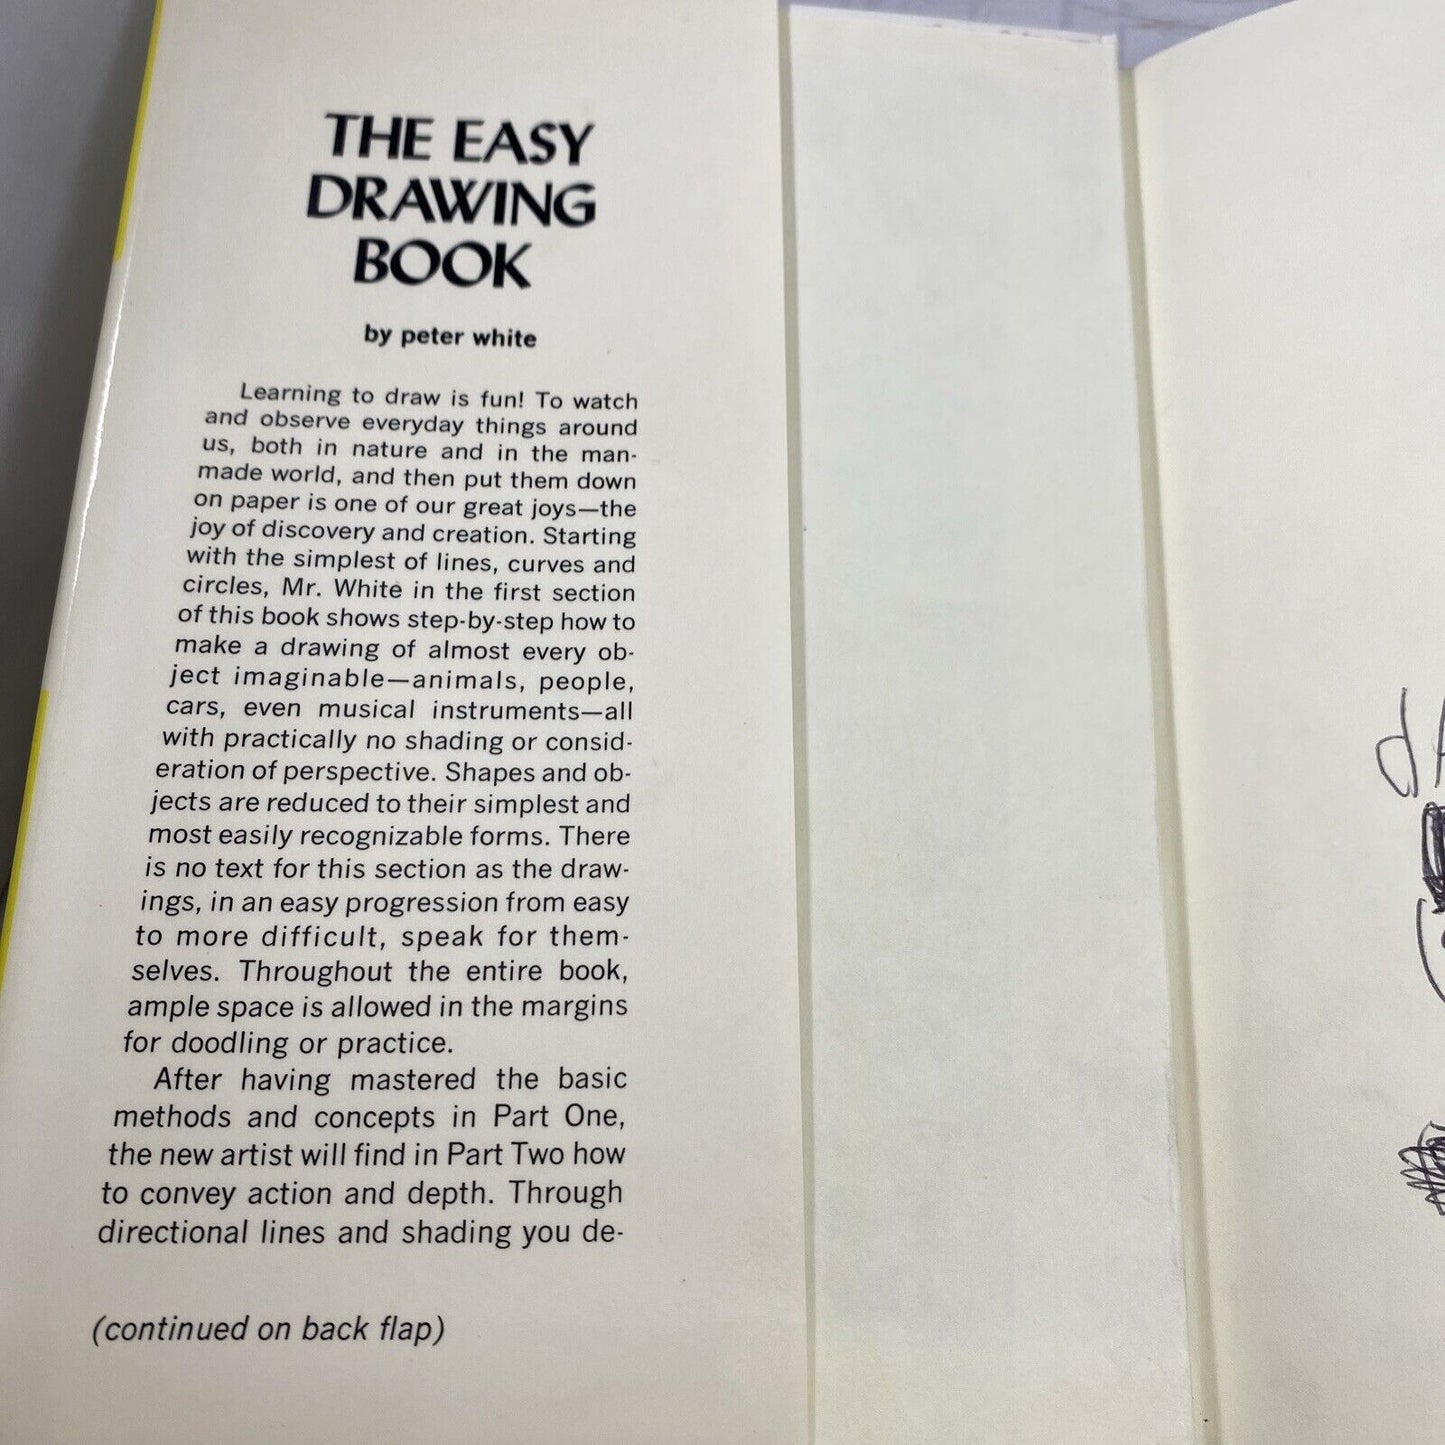 THE EASY
DRAWING
BOOK
by peter white
Learning to draw is fun! To watch
and observe everyday things around
us, both in nature and in the man-
made world, and then put them down
on paper is one of our great joys—the
joy of discovery and creation. Starting
with the simplest of lines, curves and
circles, Mr. White in the first section
of this book shows step-by-step how to
make a drawing of almost every ob-
ject imaginable—animals, people,
cars, even musical instruments—all
with practically no shading or consid-
eration of perspective. Shapes and ob-
jects are reduced to their simplest and
most easily recognizable forms. There
is no text for this section as the draw-
ings, in an easy progression from easy
to more difficult, speak for them-
selves. Throughout the entire book,
ample space is allowed in the margins
for doodling or practice.
After having mastered the basic
methods and concepts in Part One,
the new artist will find in Part Two how
to convey action and depth. Through
directional lines and shading you de-
(continued on back flap)